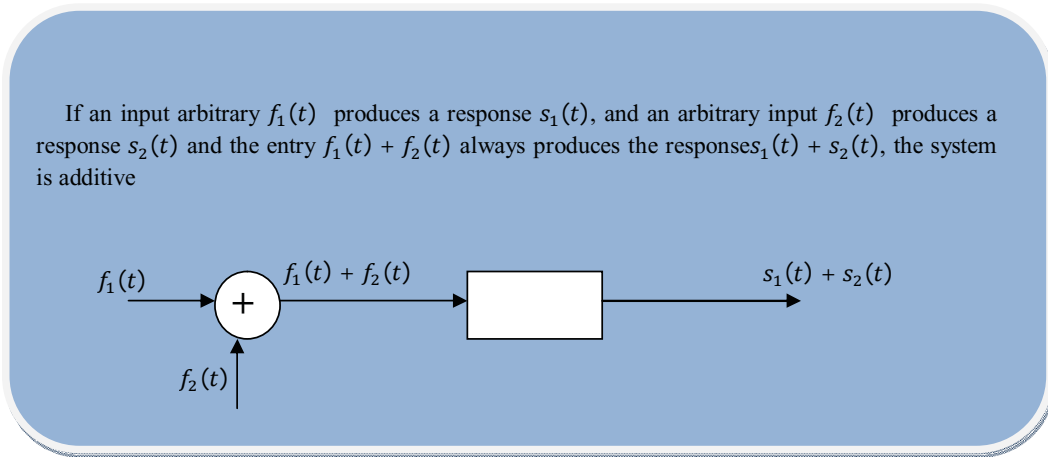 If an input arbitrary f₁(t) produces a response s₁(t), and an arbitrary input f₂(t) produces a
response s₂(t) and the entry f₁(t) + f₂(t) always produces the responses₁(t) + s₂(t), the system
is additive
f₁(t)
f₁(t) + f₂(t)
s₁(t) + s₂(t)
+
f₂(t)